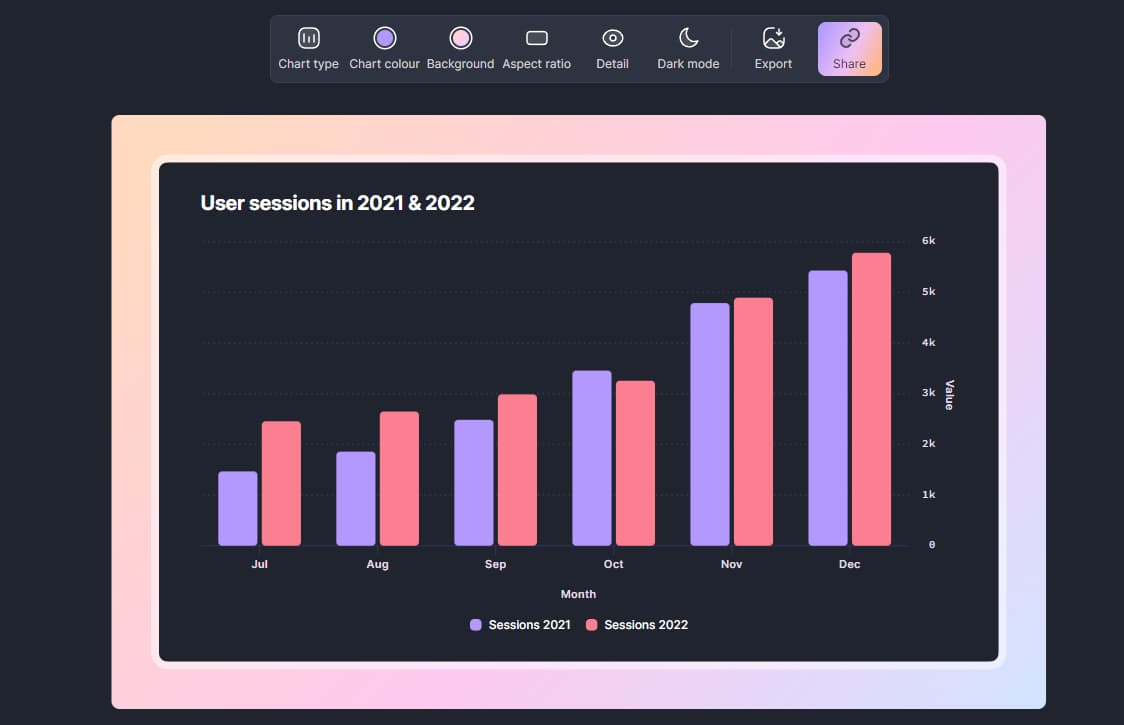 Chart type Chart colour Background Aspect ratio Detail Dark mode Export Share
User sessions in 2021 & 2022
6k
5k
4k
3k
2k
1k
0
Value
Jul Aug Sep Oct Nov Dec
Month
Sessions 2021 Sessions 2022